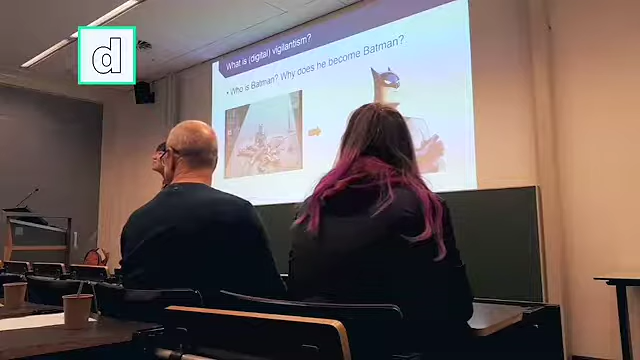 d
What is (digital) vigilantism?
• Who is Batman? Why does he become Batman?